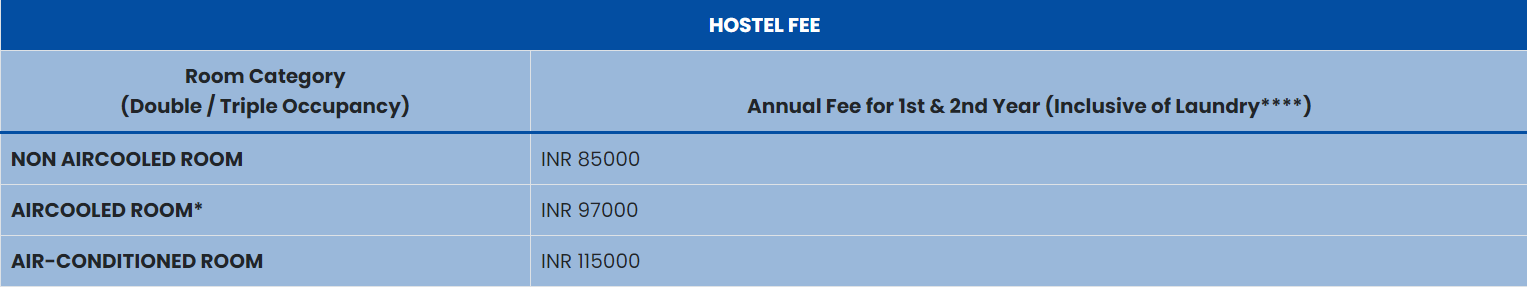 HOSTEL FEE
Room Category
(Double / Triple Occupancy)
Annual Fee for 1st & 2nd Year (Inclusive of Laundry****)
NON AIRCOOLED ROOM
INR 85000
AIRCOOLED ROOM*
INR 97000
AIR-CONDITIONED ROOM
INR 115000